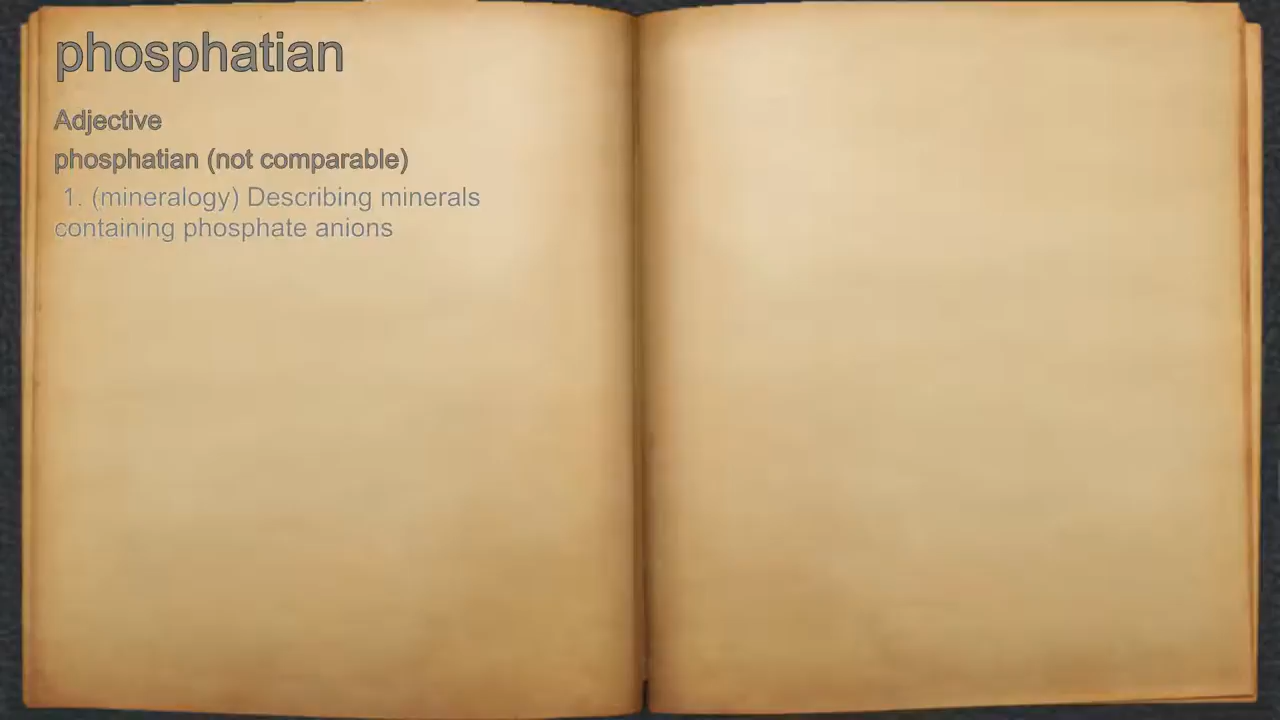 phosphatian
Adjective
phosphatian (not comparable)
1. (mineralogy) Describing minerals
containing phosphate anions